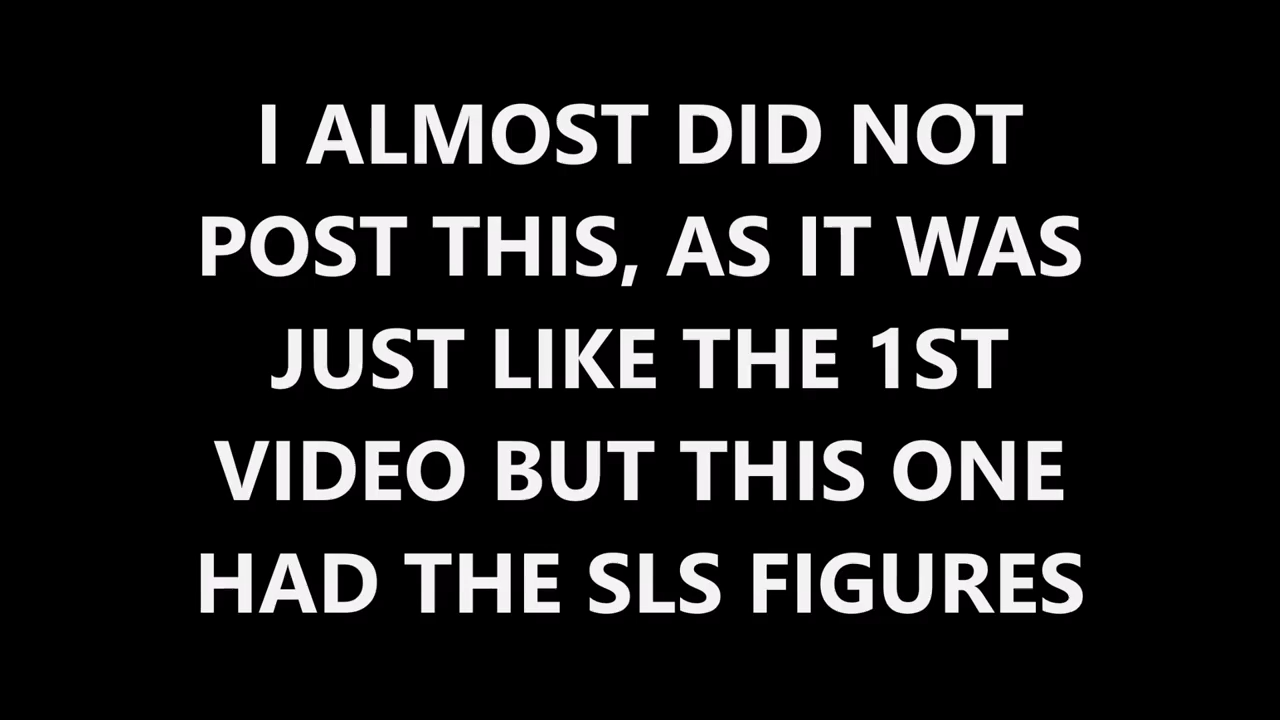 I ALMOST DID NOT
POST THIS, AS IT WAS
JUST LIKE THE 1ST
VIDEO BUT THIS ONE
HAD THE SLS FIGURES